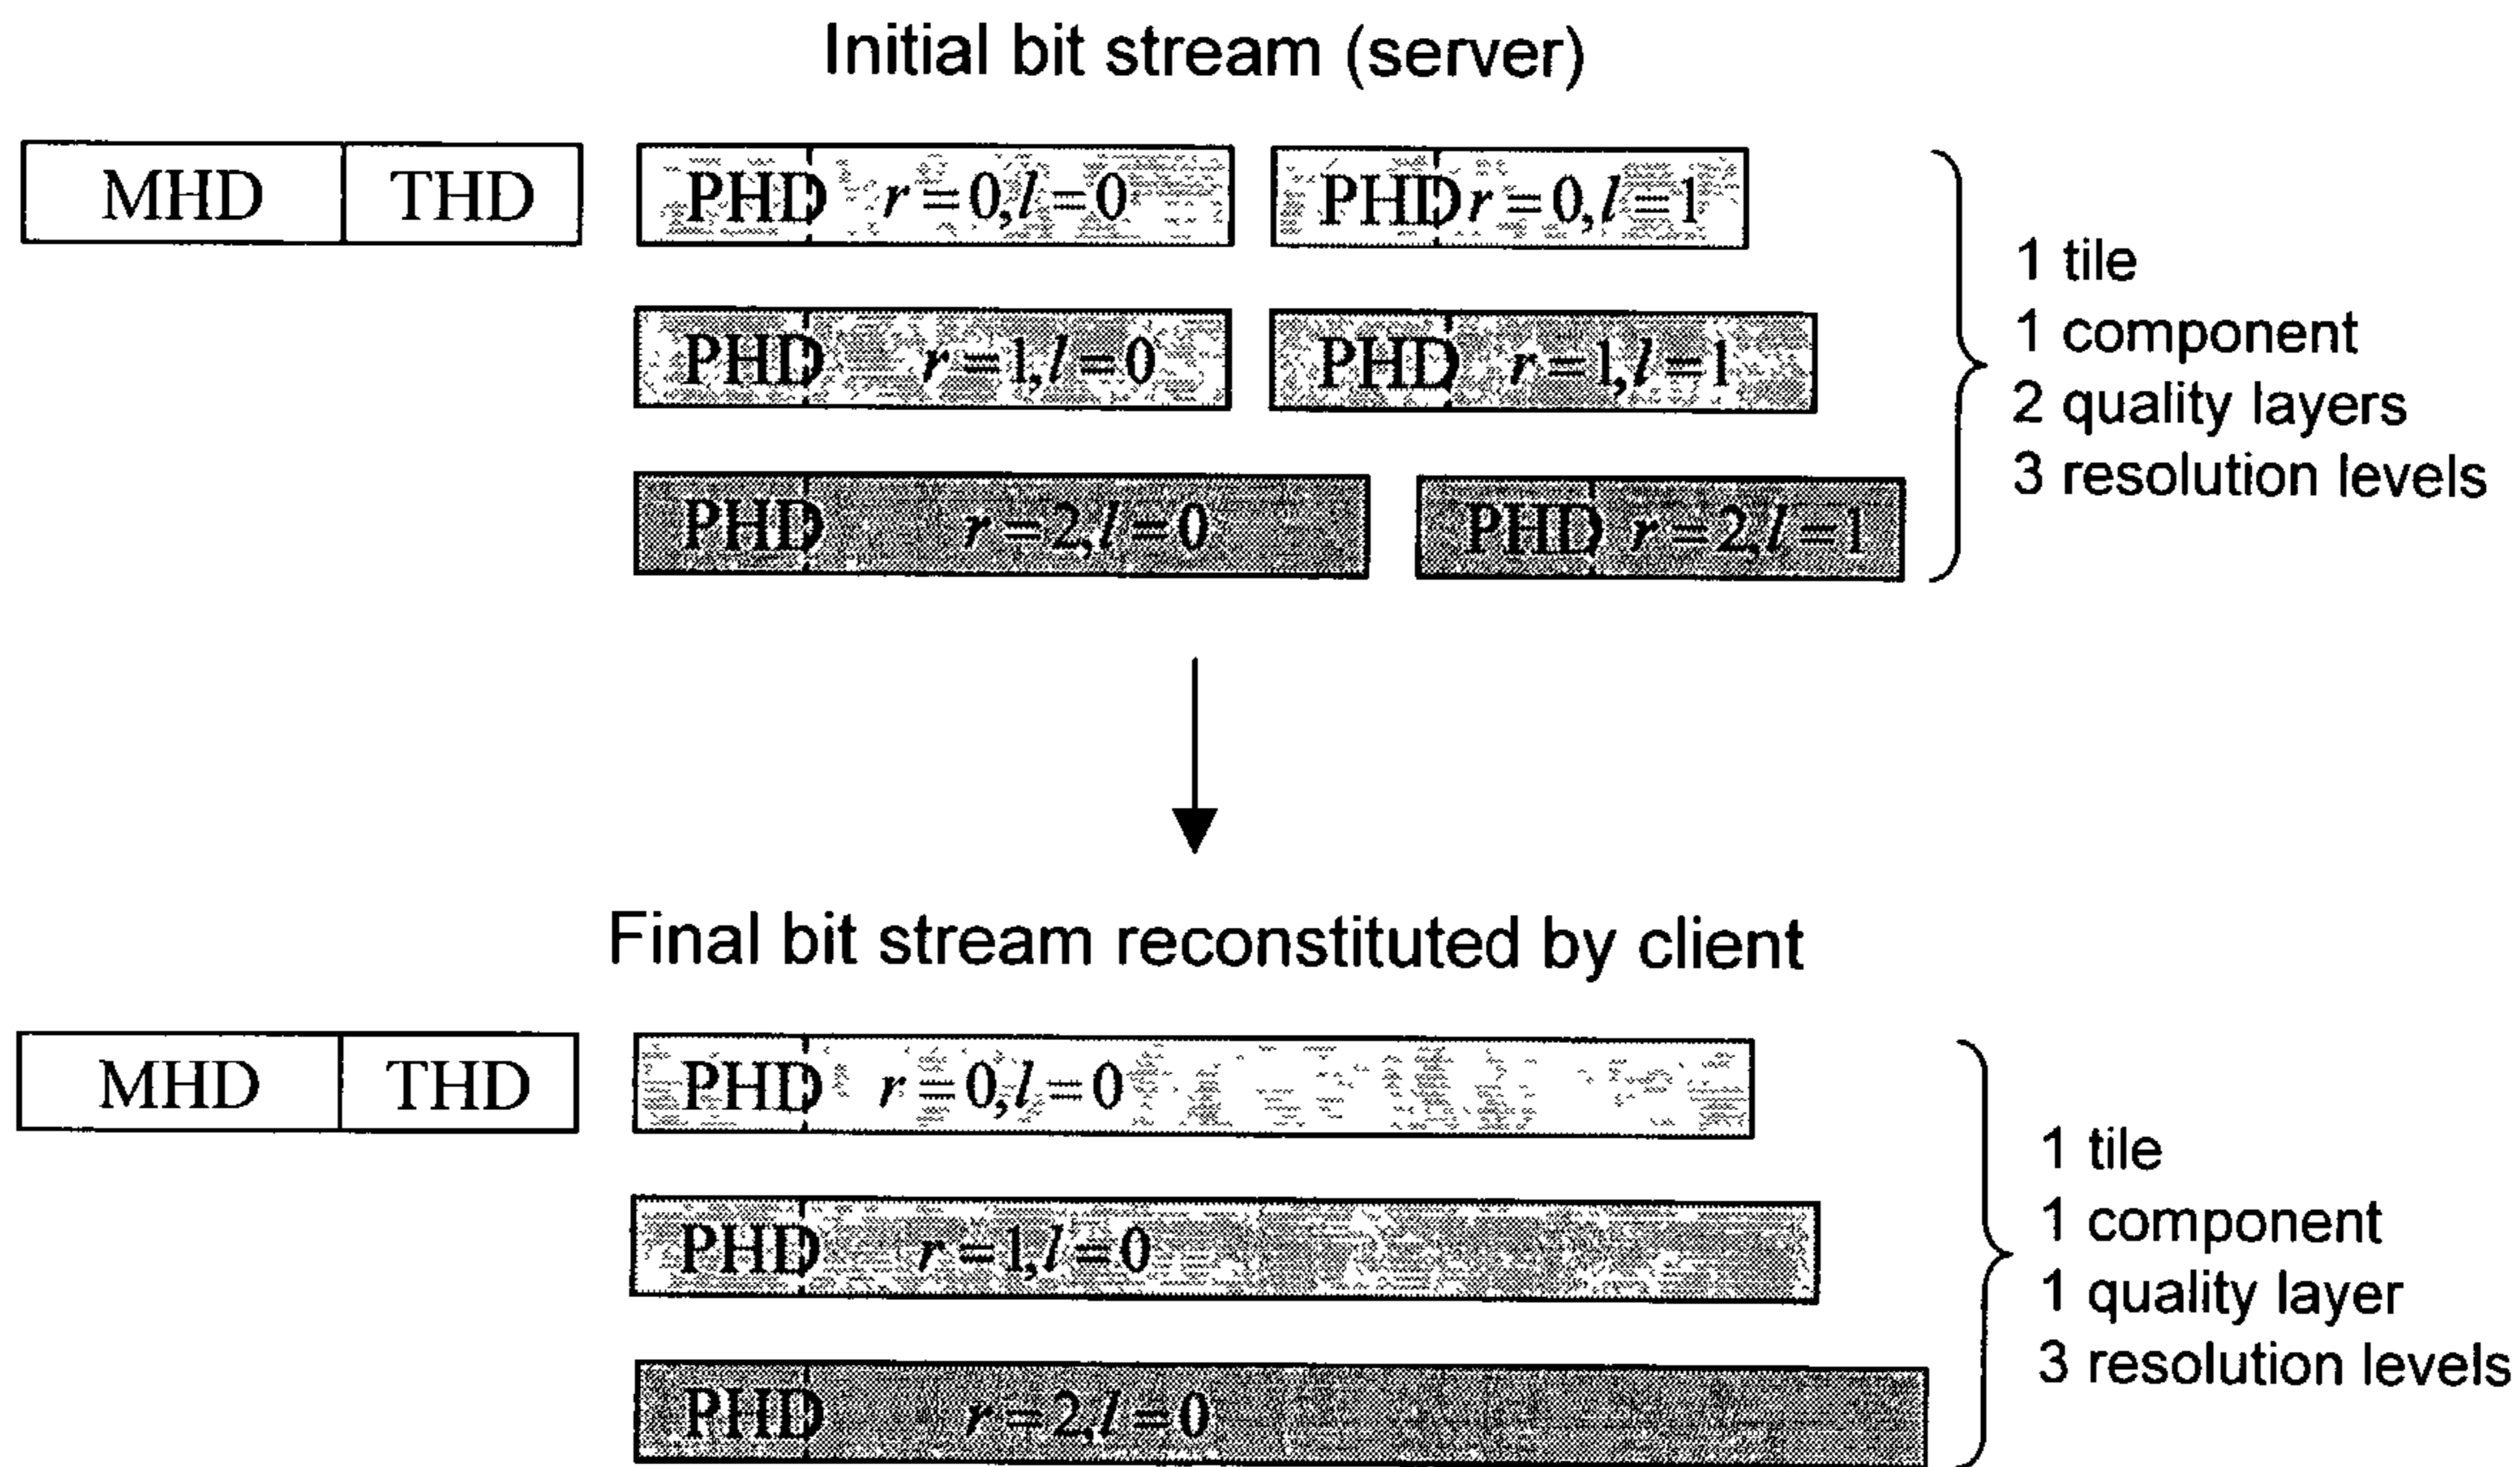 Initial bit stream (server)
MHD THD PHD r=0,l=0 PHD r=0,l=1
PHD r=1,l=0 PHD r=1,l=1
PHD r=2,l=0 PHD r=2,l=1
1 tile
1 component
2 quality layers
3 resolution levels
Final bit stream reconstituted by client
MHD THD PHD r=0,l=0
PHD r=1,l=0
PHD r=2,l=0
1 tile
1 component
1 quality layer
3 resolution levels